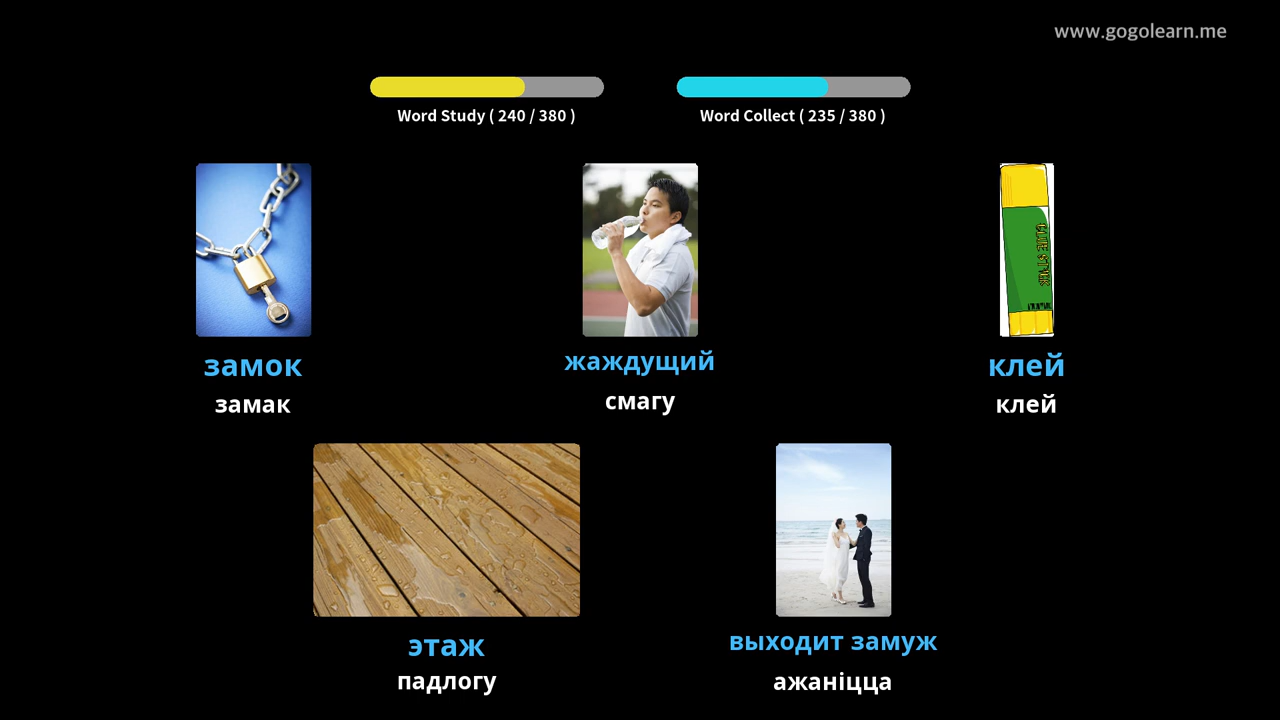 www.gogolearn.me
Word Study ( 240 / 380 )
Word Collect ( 235 / 380 )
замок
замак
жаждущий
смагу
клей
клей
этаж
падлогу
выходит замуж
ажаніцца